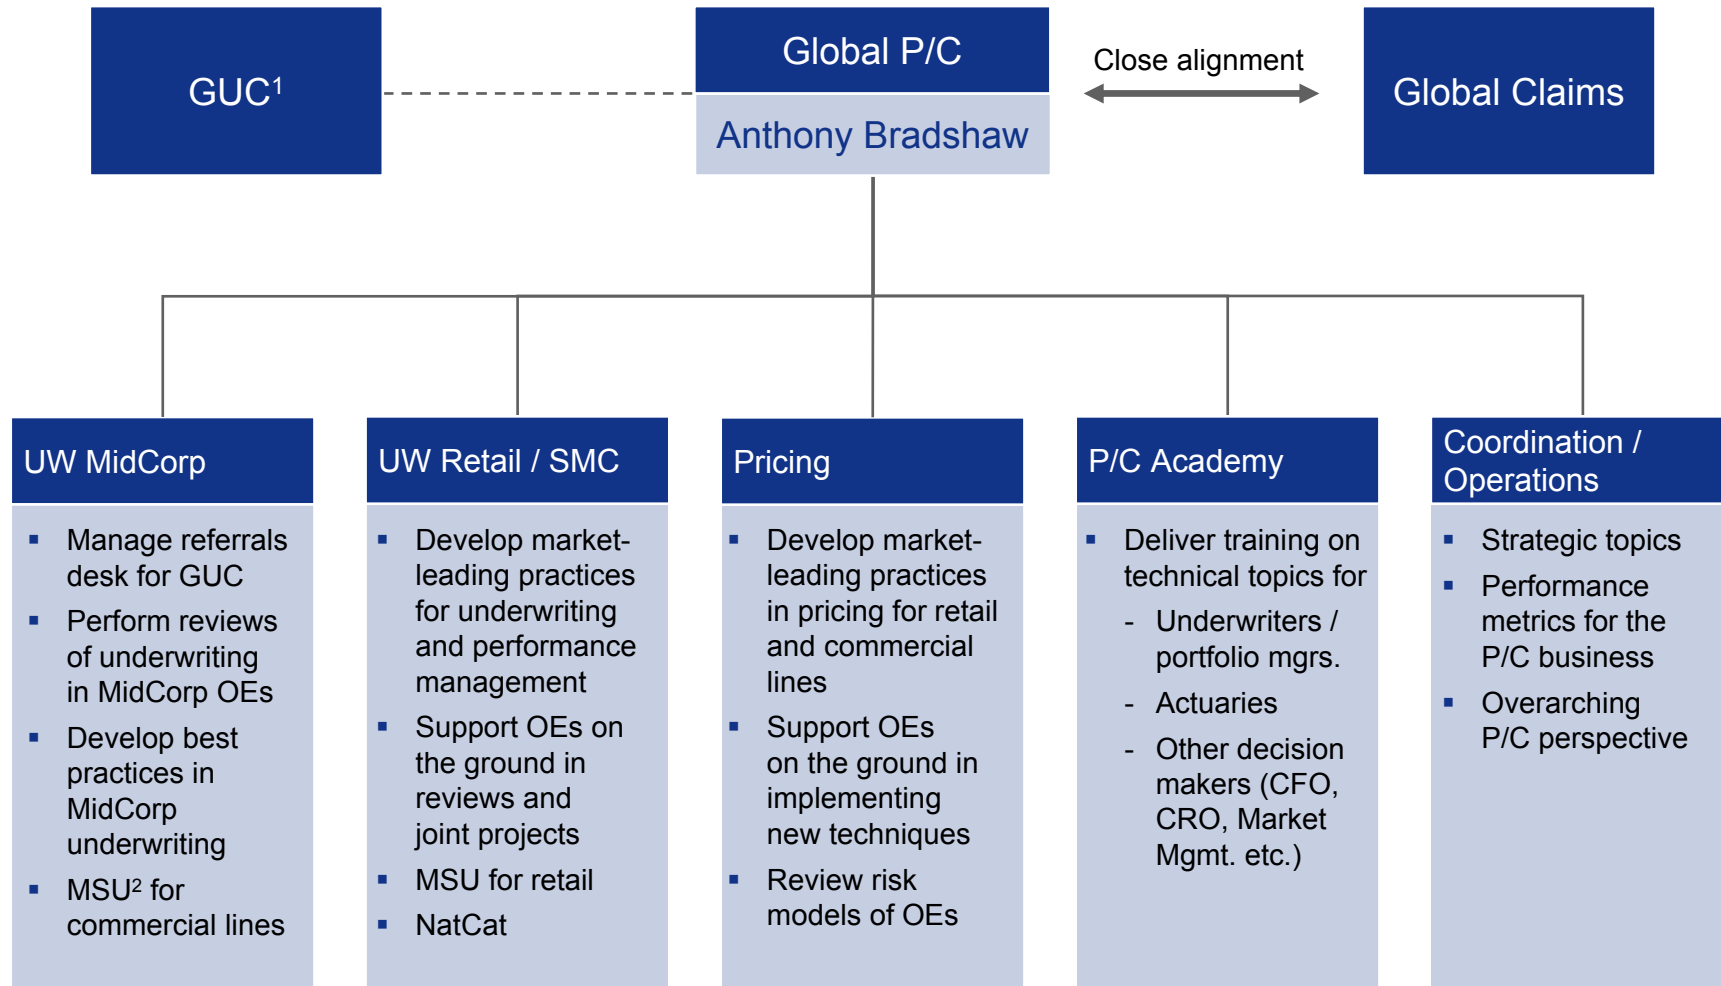 GUC¹
Global P/C
Anthony Bradshaw
Close alignment
Global Claims
UW MidCorp
▪ Manage referrals
desk for GUC
▪ Perform reviews
of underwriting
in MidCorp OEs
▪ Develop best
practices in
MidCorp
underwriting
▪ MSU² for
commercial lines
UW Retail / SMC
▪ Develop market-
leading practices
for underwriting
and performance
management
▪ Support OEs on
the ground in
reviews and
joint projects
▪ MSU for retail
▪ NatCat
Pricing
▪ Develop market-
leading practices
in pricing for retail
and commercial
lines
▪ Support OEs
on the ground in
implementing
new techniques
▪ Review risk
models of OEs
P/C Academy
▪ Deliver training on
technical topics for
- Underwriters /
portfolio mgrs.
- Actuaries
- Other decision
makers (CFO,
CRO, Market
Mgmt. etc.)
Coordination /
Operations
▪ Strategic topics
▪ Performance
metrics for the
P/C business
▪ Overarching
P/C perspective